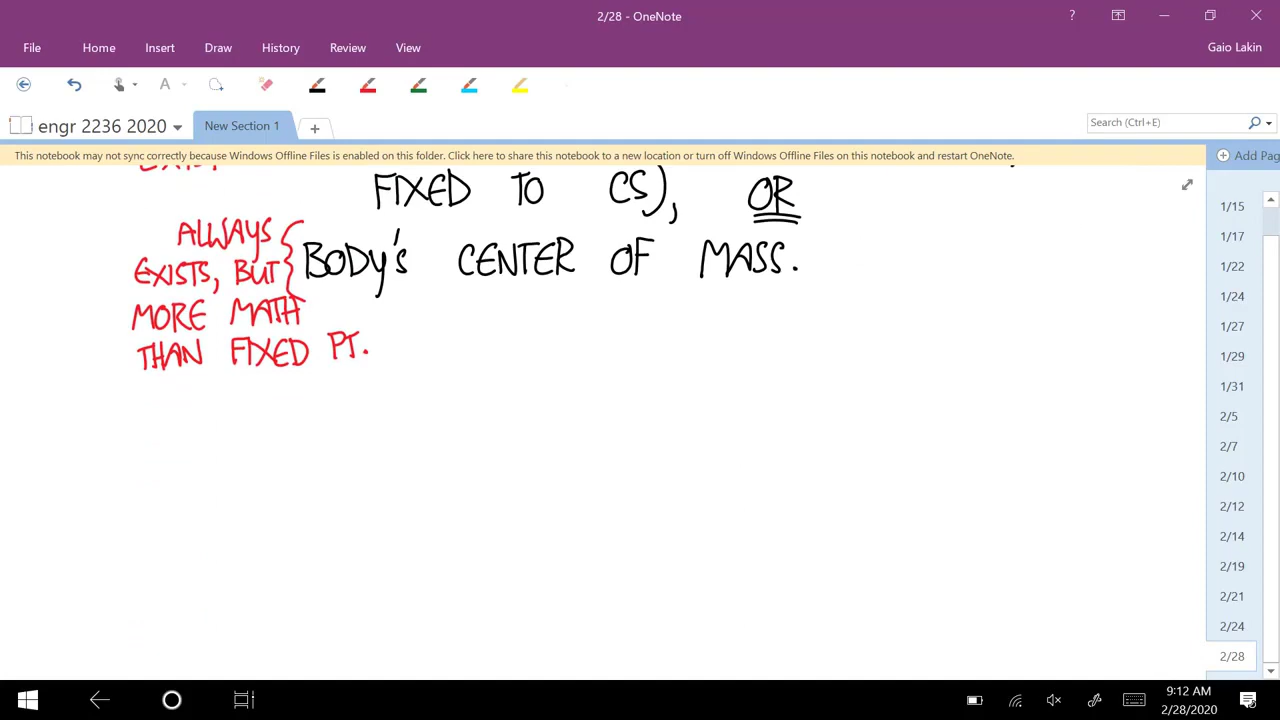 2/28 - OneNote
?
File
Home
Insert
Draw
History
Review
View
Gaio Lakin
A
engr 2236 2020
New Section 1
Search (Ctrl+E)
This notebook may not sync correctly because Windows Offline Files is enabled on this folder. Click here to share this notebook to a new location or turn off Windows Offline Files on this notebook and restart OneNote.
Add Pag
FIXED TO CS), OR
BODY'S CENTER OF MASS.
ALWAYS
EXISTS, BUT
MORE MATH
THAN FIXED PT.
1/15
1/17
1/22
1/24
1/27
1/29
1/31
2/5
2/7
2/10
2/12
2/14
2/19
2/21
2/24
2/28
9:12 AM
2/28/2020